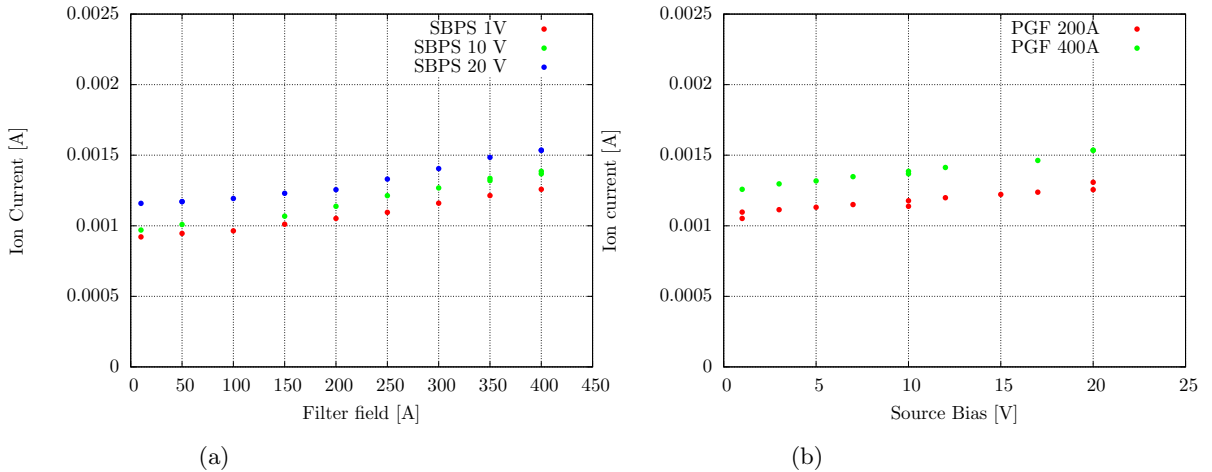 0.0025
0.002
0.0015
0.001
0.0005
0
0 50 100 150 200 250 300 350 400 450
Ion Current [A]
Filter field [A]
SBPS 1V
SBPS 10 V
SBPS 20 V
(a)
0.0025
0.002
0.0015
0.001
0.0005
0
0 5 10 15 20 25
Ion current [A]
Source Bias [V]
PGF 200A
PGF 400A
(b)